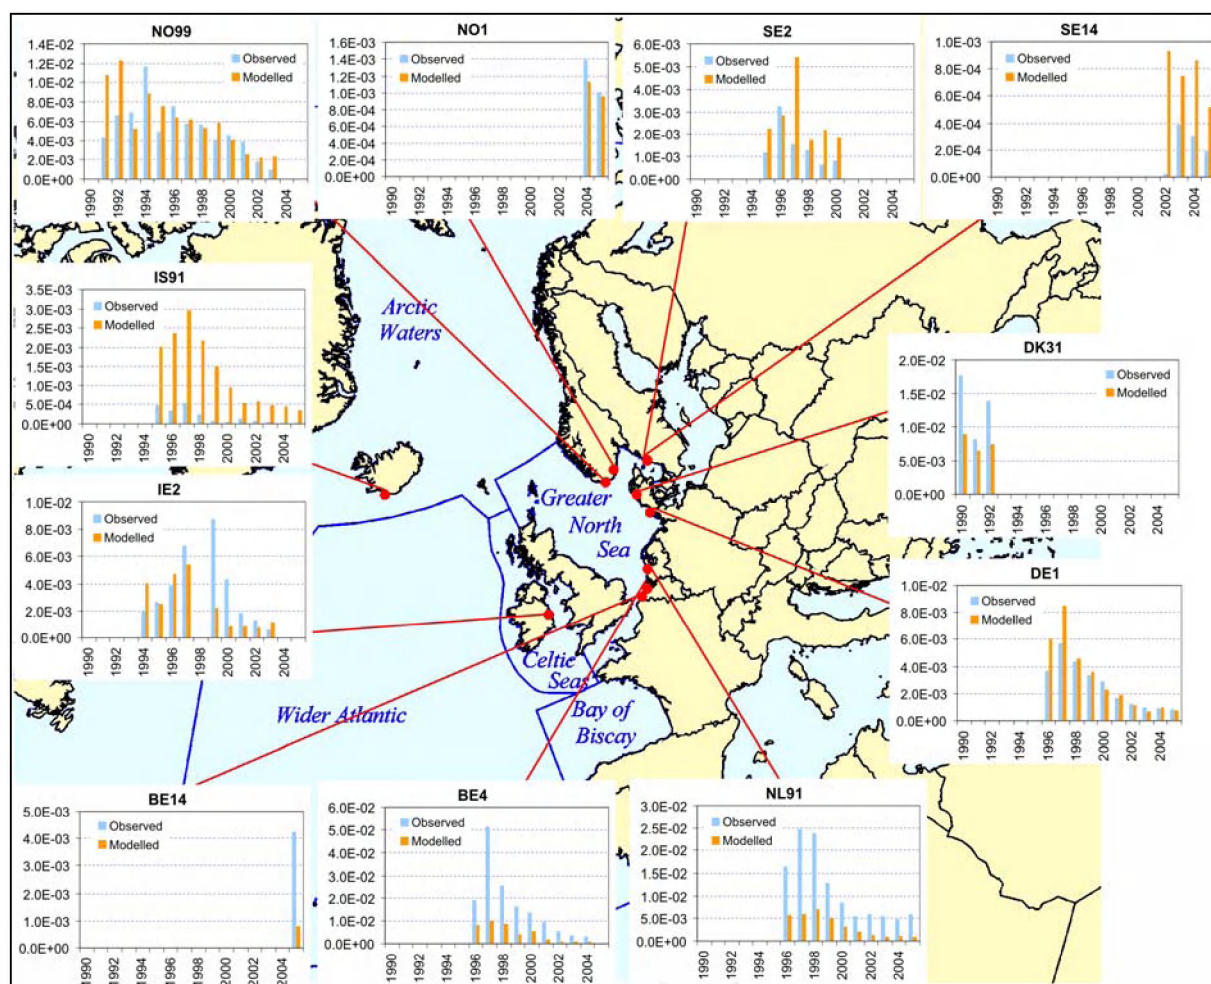 NO99
1.4E-02
1.2E-02
1.0E-02
8.0E-03
6.0E-03
4.0E-03
2.0E-03
0.0E+00
Observed
Modelled
1990
1992
1994
1996
1998
2000
2002
2004
NO1
1.6E-03
1.4E-03
1.2E-03
1.0E-03
8.0E-04
6.0E-04
4.0E-04
2.0E-04
0.0E+00
Observed
Modelled
1990
1992
1994
1996
1998
2000
2002
2004
SE2
6.0E-03
5.0E-03
4.0E-03
3.0E-03
2.0E-03
1.0E-03
0.0E+00
Observed
Modelled
1990
1992
1994
1996
1998
2000
2002
2004
SE14
1.0E-03
8.0E-04
6.0E-04
4.0E-04
2.0E-04
0.0E+00
Observed
Modelled
1990
1992
1994
1996
1998
2000
2002
2004
IS91
3.5E-03
3.0E-03
2.5E-03
2.0E-03
1.5E-03
1.0E-03
5.0E-04
0.0E+00
Observed
Modelled
1990
1992
1994
1996
1998
2000
2002
2004
Arctic
Waters
DK31
2.0E-02
1.5E-02
1.0E-02
5.0E-03
0.0E+00
Observed
Modelled
1990
1992
1994
1996
1998
2000
2002
2004
IE2
1.0E-02
8.0E-03
6.0E-03
4.0E-03
2.0E-03
0.0E+00
Observed
Modelled
1990
1992
1994
1996
1998
2000
2002
2004
Greater
North
Sea
Celtic
Seas
Wider Atlantic
Bay of
Biscay
DE1
1.0E-02
8.0E-03
6.0E-03
4.0E-03
2.0E-03
0.0E+00
Observed
Modelled
1990
1992
1994
1996
1998
2000
2002
2004
BE14
5.0E-03
4.0E-03
3.0E-03
2.0E-03
1.0E-03
0.0E+00
Observed
Modelled
1990
1992
1994
1996
1998
2000
2002
2004
BE4
6.0E-02
5.0E-02
4.0E-02
3.0E-02
2.0E-02
1.0E-02
0.0E+00
Observed
Modelled
1990
1992
1994
1996
1998
2000
2002
2004
NL91
3.0E-02
2.5E-02
2.0E-02
1.5E-02
1.0E-02
5.0E-03
0.0E+00
Observed
Modelled
1990
1992
1994
1996
1998
2000
2002
2004